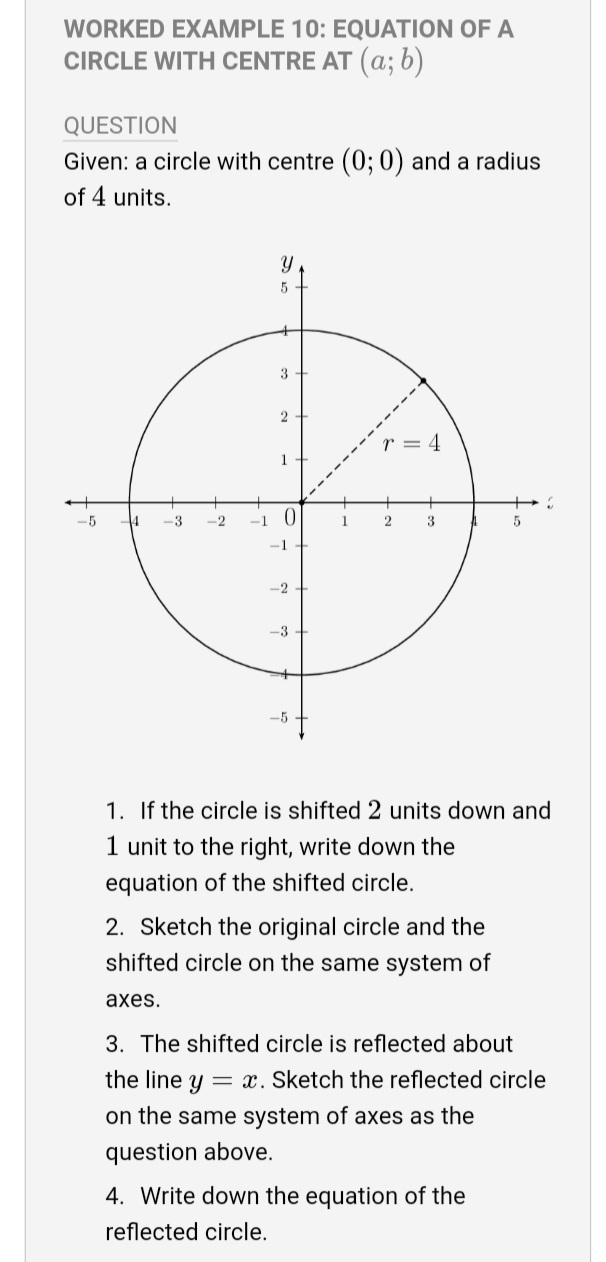 WORKED EXAMPLE 10: EQUATION OF A
CIRCLE WITH CENTRE AT (a; b)
QUESTION
Given: a circle with centre (0; 0) and a radius
of 4 units.
y
5
4
3
2
r = 4
1
-5 -4 -3 -2 -1 0 1 2 3 4 5
-1
-2
-3
-4
-5
1. If the circle is shifted 2 units down and
1 unit to the right, write down the
equation of the shifted circle.
2. Sketch the original circle and the
shifted circle on the same system of
axes.
3. The shifted circle is reflected about
the line y = x. Sketch the reflected circle
on the same system of axes as the
question above.
4. Write down the equation of the
reflected circle.